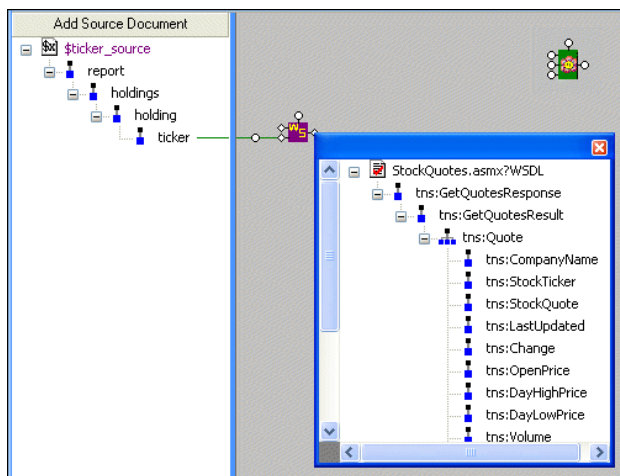 Add Source Document
$x $ticker_source
report
holdings
holding
ticker
WS
StockQuotes.asmx?WSDL
tns:GetQuotesResponse
tns:GetQuotesResult
tns:Quote
tns:CompanyName
tns:StockTicker
tns:StockQuote
tns:LastUpdated
tns:Change
tns:OpenPrice
tns:DayHighPrice
tns:DayLowPrice
tns:Volume